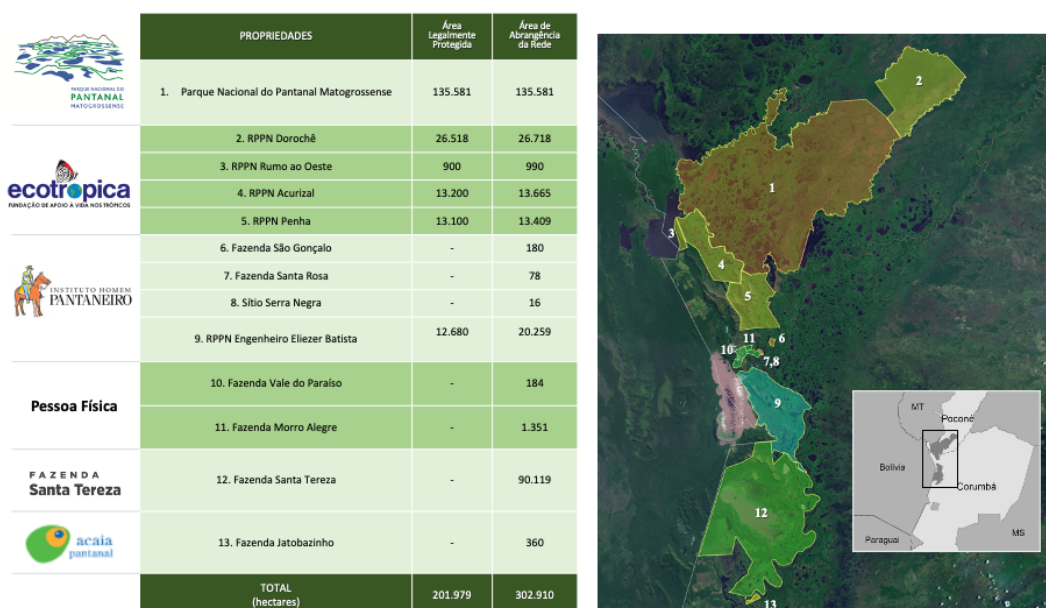 PROPRIEDADES
Área
Legalmente
Protegida
Área de
Abrangência
da Rede
PARQUE NACIONAL DO
PANTANAL
MATOGROSSENSE
1. Parque Nacional do Pantanal Matogrossense 135.581 135.581
ecotrópica
FUNDAÇÃO DE APOIO À VIDA NOS TRÓPICOS
2. RPPN Dorochê 26.518 26.718
3. RPPN Rumo ao Oeste 900 990
4. RPPN Acurizal 13.200 13.665
5. RPPN Penha 13.100 13.409
INSTITUTO HOMEM
PANTANEIRO
6. Fazenda São Gonçalo - 180
7. Fazenda Santa Rosa - 78
8. Sítio Serra Negra - 16
9. RPPN Engenheiro Eliezer Batista 12.680 20.259
Pessoa Física
10. Fazenda Vale do Paraíso - 184
11. Fazenda Morro Alegre - 1.351
FAZENDA
Santa Tereza
12. Fazenda Santa Tereza - 90.119
acaia
pantanal
13. Fazenda Jatobazinho - 360
TOTAL
(hectares)
201.979 302.910
2
1
3
4
5
11 6
10
7,8
9
12
13
MT
Poconé
Bolívia
Corumbá
Paraguai
MS